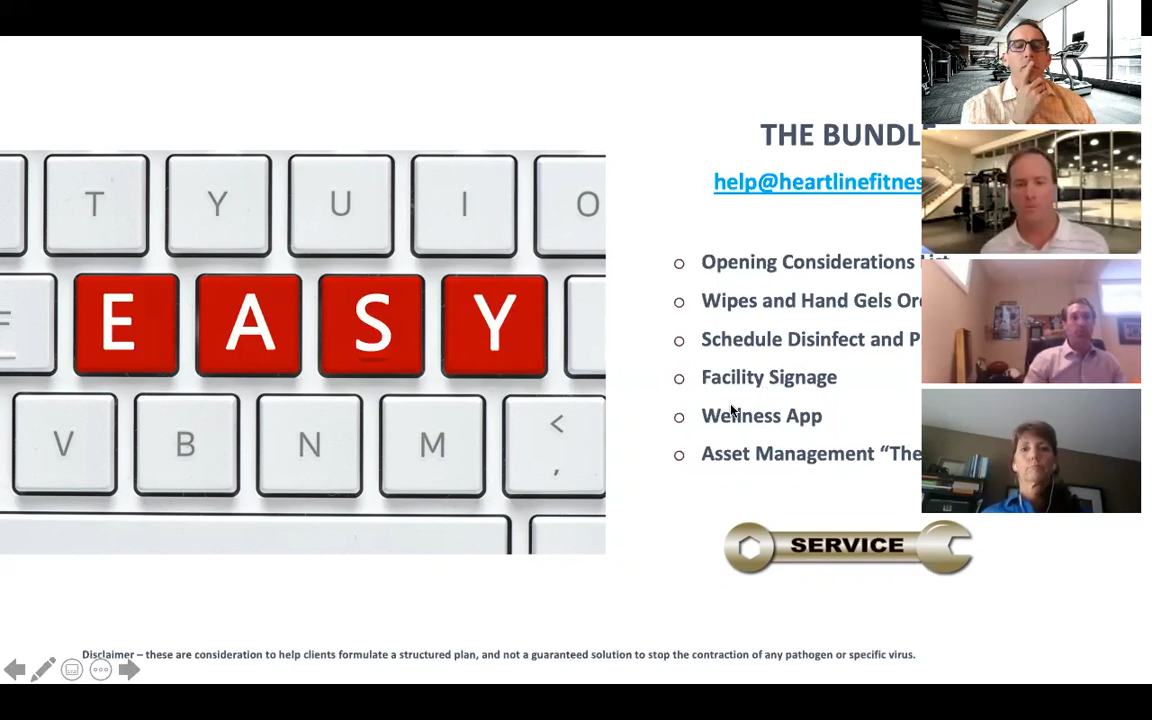 THE BUNDLE
help@heartlinefitnes
Opening Considerations List
Wipes and Hand Gels Or
Schedule Disinfect and P
Facility Signage
Wellness App
Asset Management “The
T Y U I O
F E A S Y
V B N M < ,
SERVICE
Disclaimer – these are consideration to help clients formulate a structured plan, and not a guaranteed solution to stop the contraction of any pathogen or specific virus.